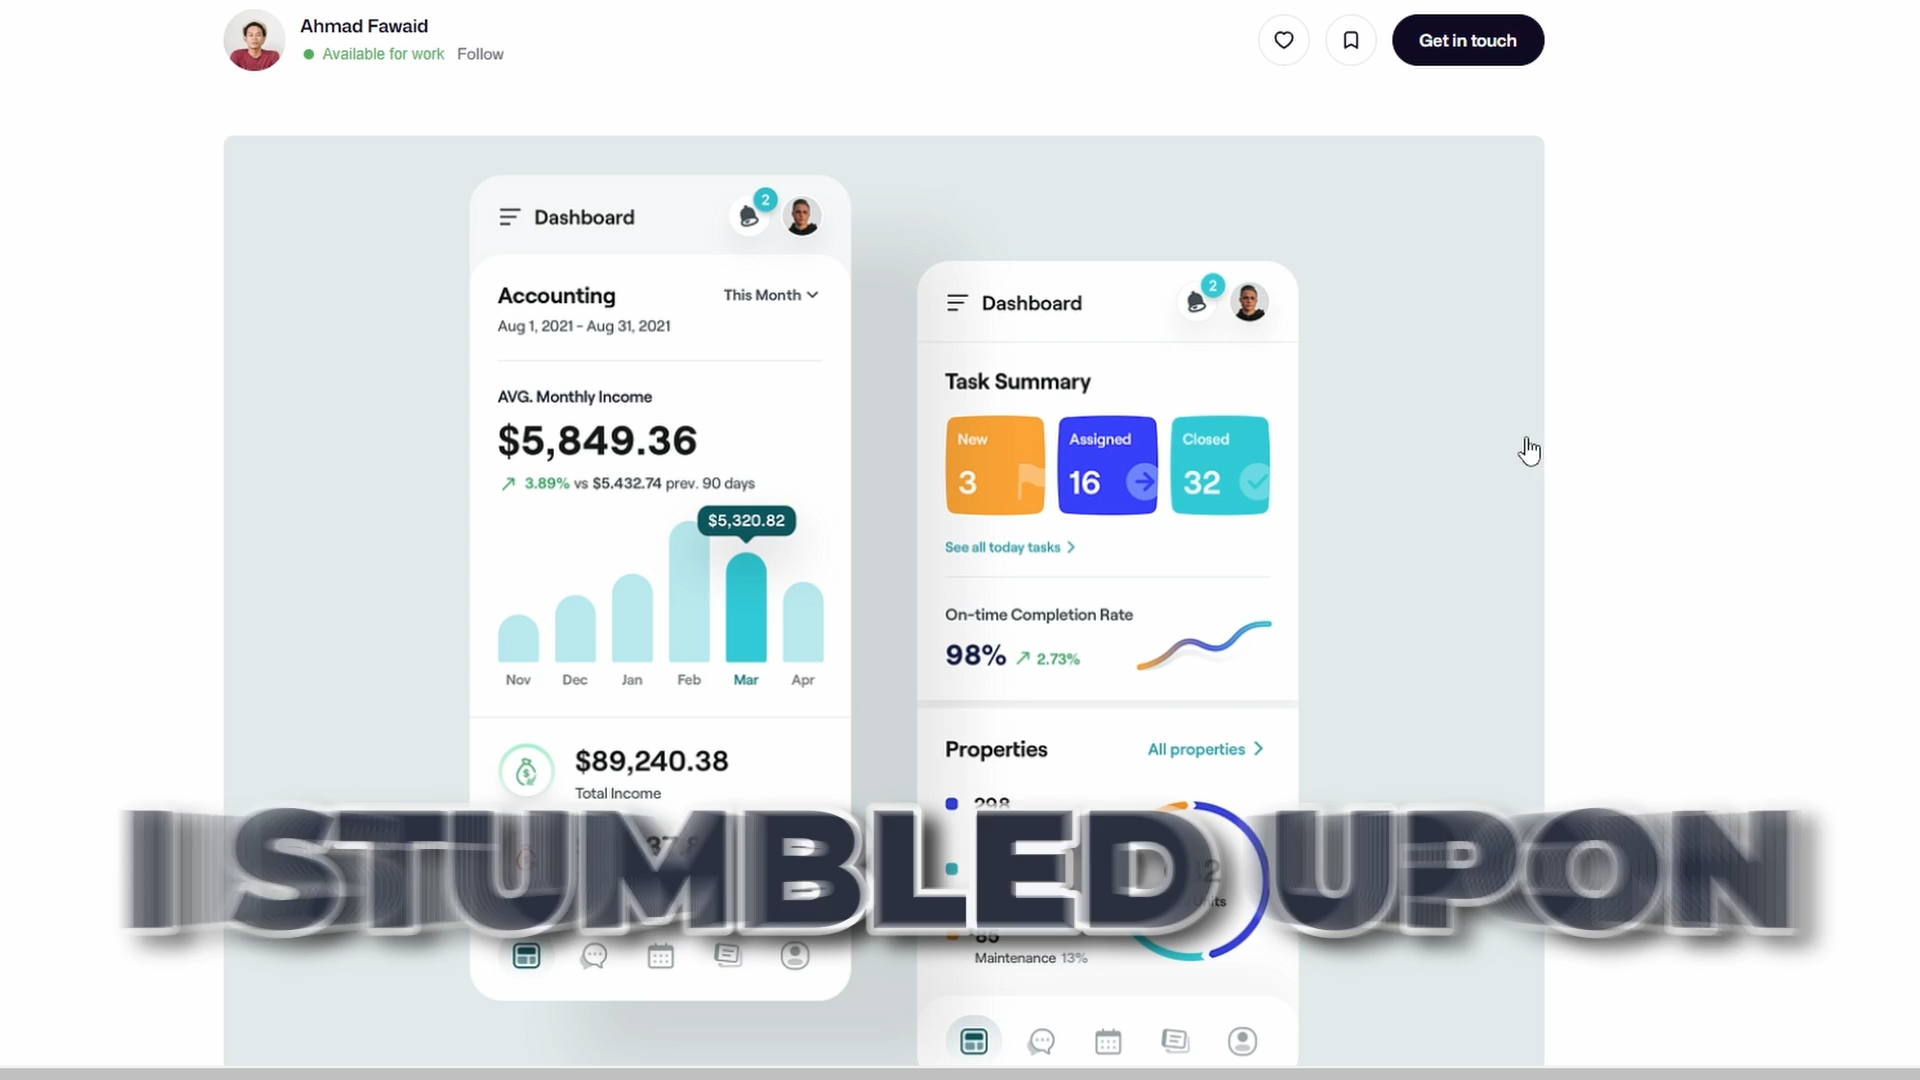 Ahmad Fawaid
Available for work Follow
Get in touch
Dashboard
2
Accounting
This Month
Aug 1, 2021 - Aug 31, 2021
AVG. Monthly Income
$5,849.36
3.89% vs $5.432.74 prev. 90 days
$5,320.82
Nov Dec Jan Feb Mar Apr
$89,240.38
Total Income
Dashboard
2
Task Summary
New
3
Assigned
16
Closed
32
See all today tasks
On-time Completion Rate
98% 2.73%
Properties
All properties
298
85
Maintenance 13%
I STUMBLED UPON